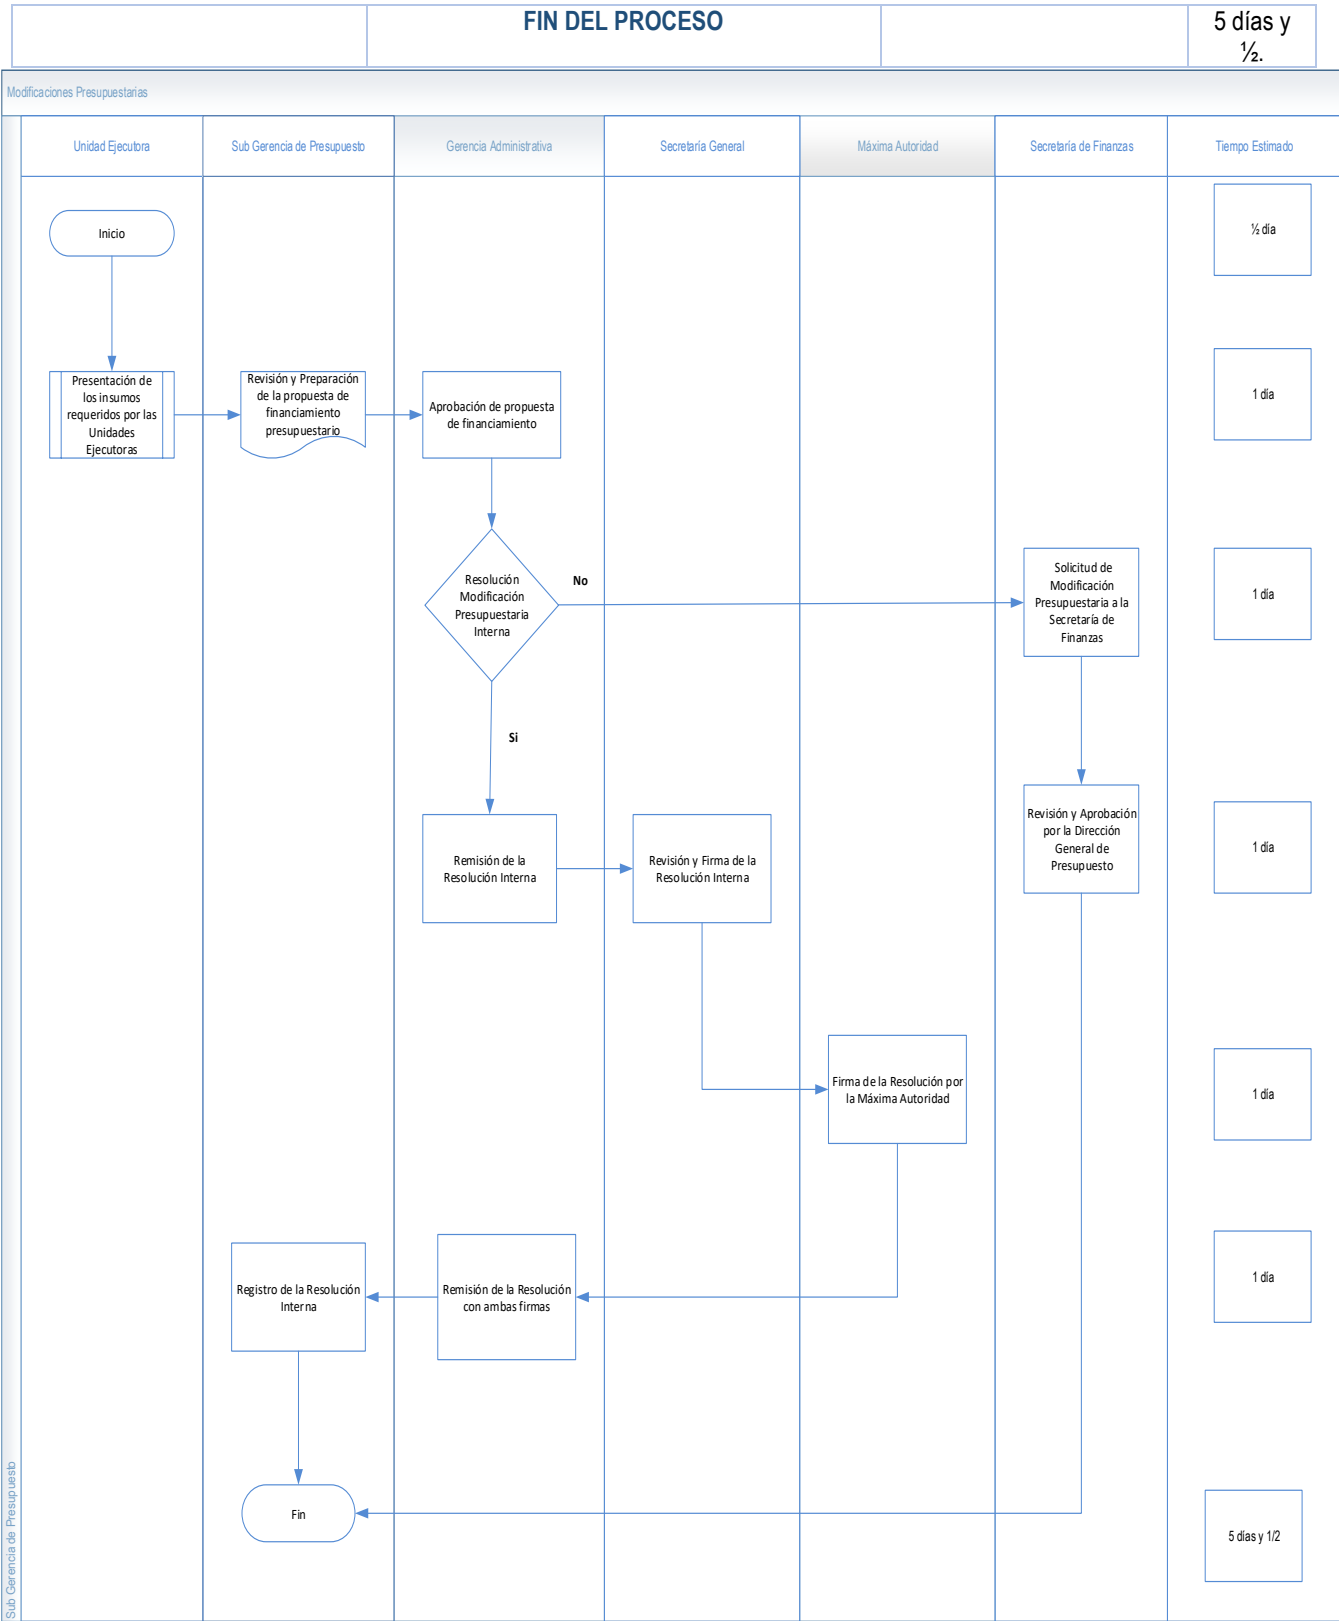 FIN DEL PROCESO
5 días y
½.
Modificaciones Presupuestarias
Unidad Ejecutora
Sub Gerencia de Presupuesto
Gerencia Administrativa
Secretaría General
Máxima Autoridad
Secretaría de Finanzas
Tiempo Estimado
Inicio
½ día
Presentación de
los insumos
requeridos por las
Unidades
Ejecutoras
Revisión y Preparación
de la propuesta de
financiamiento
presupuestario
Aprobación de propuesta
de financiamiento
1 día
Resolución
Modificación
Presupuestaria
Interna
No
Solicitud de
Modificación
Presupuestaria a la
Secretaría de
Finanzas
1 día
Si
Remisión de la
Resolución Interna
Revisión y Firma de la
Resolución Interna
Revisión y Aprobación
por la Dirección
General de
Presupuesto
1 día
Firma de la Resolución por
la Máxima Autoridad
1 día
Registro de la Resolución
Interna
Remisión de la Resolución
con ambas firmas
1 día
Fin
5 días y 1/2
Sub Gerencia de Presupuesto